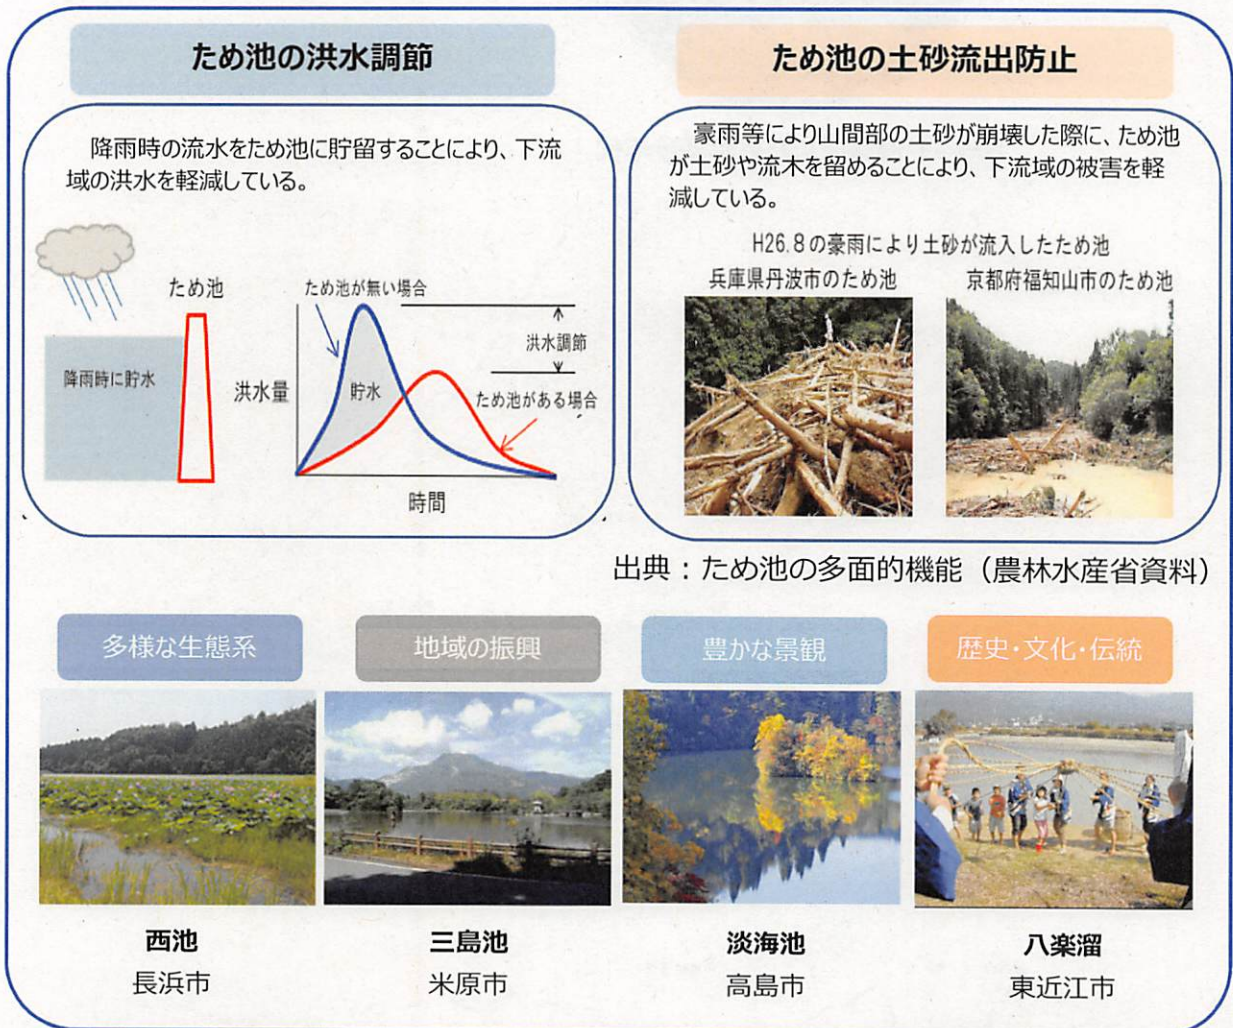 ため池の洪水調節
降雨時の流水をため池に貯留することにより、下流
域の洪水を軽減している。
ため池
降雨時に貯水
ため池が無い場合
洪水調節
洪水量
貯水
ため池がある場合
時間
ため池の土砂流出防止
豪雨等により山間部の土砂が崩壊した際に、ため池
が土砂や流木を留めることにより、下流域の被害を軽
減している。
H26.8の豪雨により土砂が流入したため池
兵庫県丹波市のため池
京都府福知山市のため池
出典：ため池の多面的機能（農林水産省資料）
多様な生態系
地域の振興
豊かな景観
歴史・文化・伝統
西池
長浜市
三島池
米原市
淡海池
高島市
八楽溜
東近江市